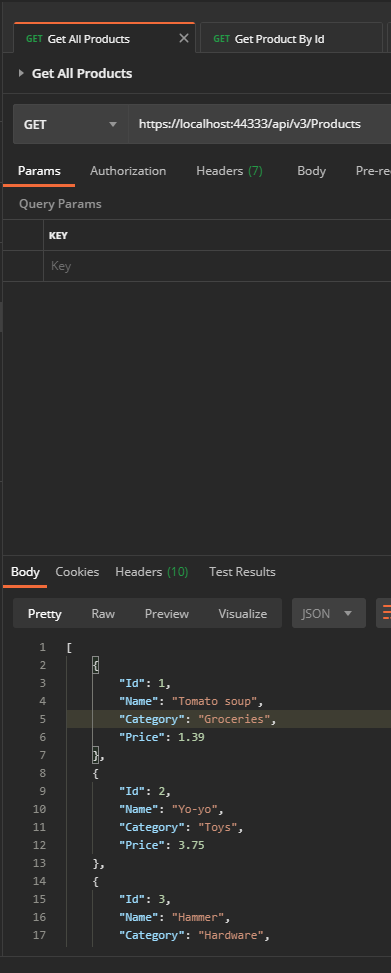 GET Get All Products GET Get Product By Id
Get All Products
GET https://localhost:44333/api/v3/Products
Params Authorization Headers (7) Body Pre-re
Query Params
KEY
Key
Body Cookies Headers (10) Test Results
Pretty Raw Preview Visualize JSON
1 [
2 {
3 "Id": 1,
4 "Name": "Tomato soup",
5 "Category": "Groceries",
6 "Price": 1.39
7 },
8 {
9 "Id": 2,
10 "Name": "Yo-yo",
11 "Category": "Toys",
12 "Price": 3.75
13 },
14 {
15 "Id": 3,
16 "Name": "Hammer",
17 "Category": "Hardware",